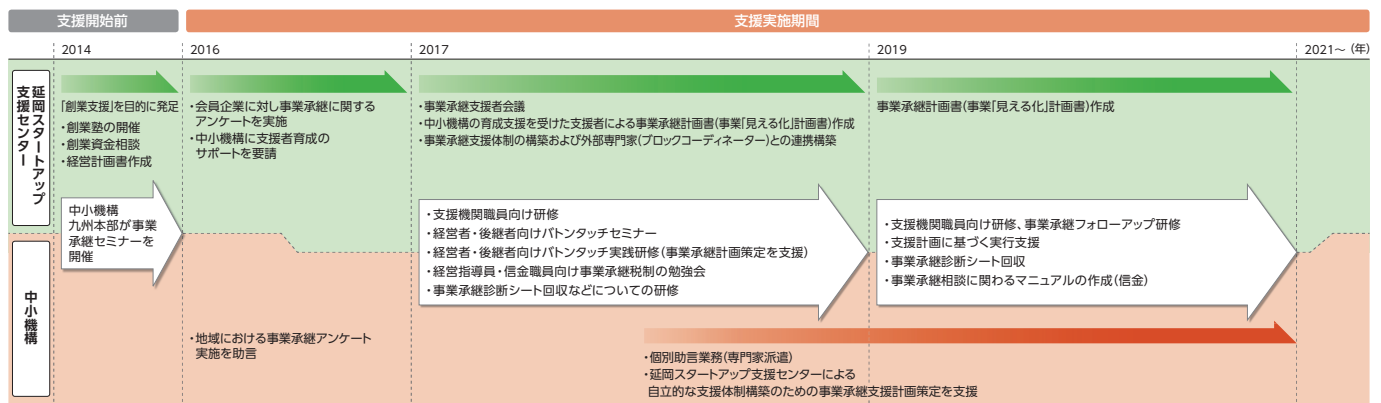 支援開始前
支援実施期間
2014
2016
2017
2019
2021～（年）
延岡スタートアップ
支援センター
「創業支援」を目的に発足
・創業塾の開催
・創業資金相談
・経営計画書作成
・会員企業に対し事業承継に関する
アンケートを実施
・中小機構に支援者育成の
サポートを要請
・事業承継支援者会議
・中小機構の育成支援を受けた支援者による事業承継計画書（事業「見える化」計画書）作成
・事業承継支援体制の構築および外部専門家（ブロックコーディネーター）との連携構築
事業承継計画書（事業「見える化」計画書）作成
中小機構
九州本部が事業
承継セミナーを
開催
・支援機関職員向け研修
・経営者・後継者向けバトンタッチセミナー
・経営者・後継者向けバトンタッチ実践研修（事業承継計画策定を支援）
・経営指導員・信金職員向け事業承継税制の勉強会
・事業承継診断シート回収などについての研修
・支援機関職員向け研修、事業承継フォローアップ研修
・支援計画に基づく実行支援
・事業承継診断シート回収
・事業承継相談に関わるマニュアルの作成（信金）
中小機構
・地域における事業承継アンケート
実施を助言
・個別助言業務（専門家派遣）
・延岡スタートアップ支援センターによる
自立的な支援体制構築のための事業承継支援計画策定を支援